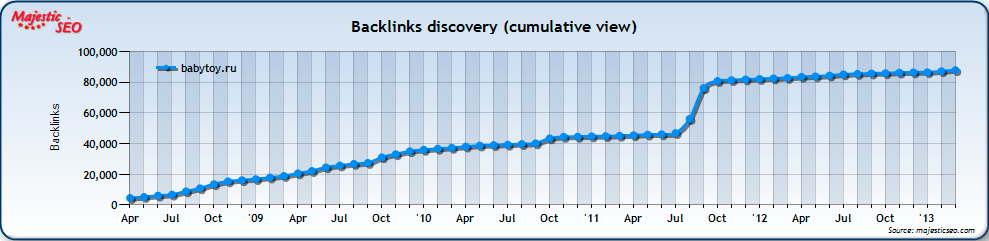 Majestic
SEO
Backlinks discovery (cumulative view)
Backlinks
100,000
80,000
60,000
40,000
20,000
0
babytoy.ru
Apr Jul Oct '09 Apr Jul Oct '10 Apr Jul Oct '11 Apr Jul Oct '12 Apr Jul Oct '13
Source: majesticseo.com